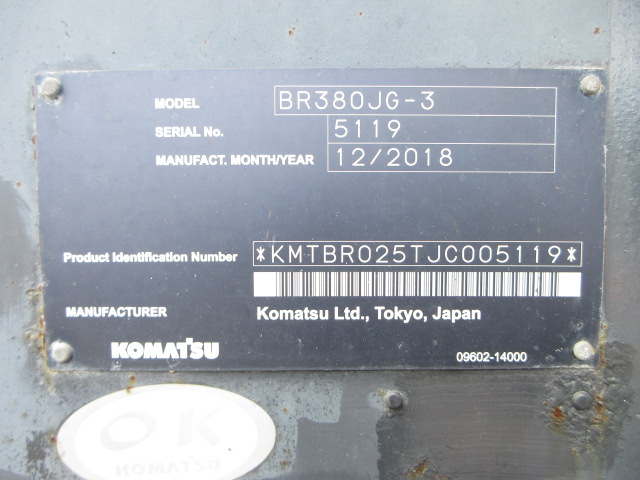 MODEL BR380JG-3
SERIAL No. 5119
MANUFACT. MONTH/YEAR 12/2018
Product Identification Number *KMTBR025TJC005119*
MANUFACTURER Komatsu Ltd., Tokyo, Japan
KOMATSU 09602-14000
OK
KOMATSU